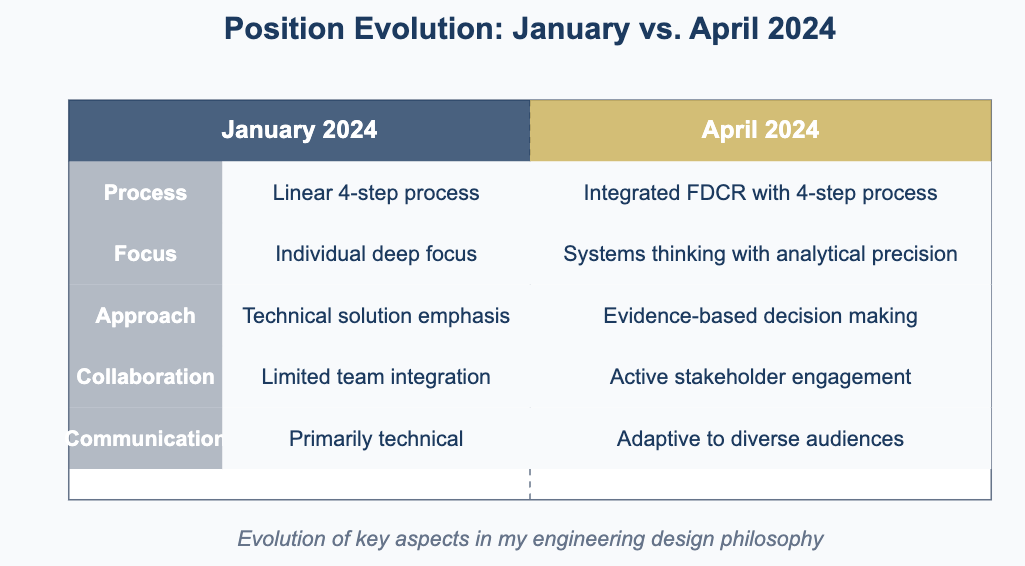 Position Evolution: January vs. April 2024
January 2024 April 2024
Process Linear 4-step process Integrated FDCR with 4-step process
Focus Individual deep focus Systems thinking with analytical precision
Approach Technical solution emphasis Evidence-based decision making
Collaboration Limited team integration Active stakeholder engagement
Communication Primarily technical Adaptive to diverse audiences
Evolution of key aspects in my engineering design philosophy